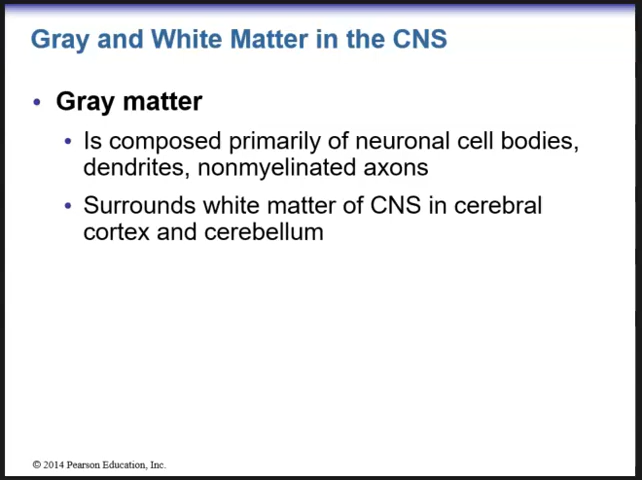 Gray and White Matter in the CNS
• Gray matter
• Is composed primarily of neuronal cell bodies,
dendrites, nonmyelinated axons
• Surrounds white matter of CNS in cerebral
cortex and cerebellum
© 2014 Pearson Education, Inc.